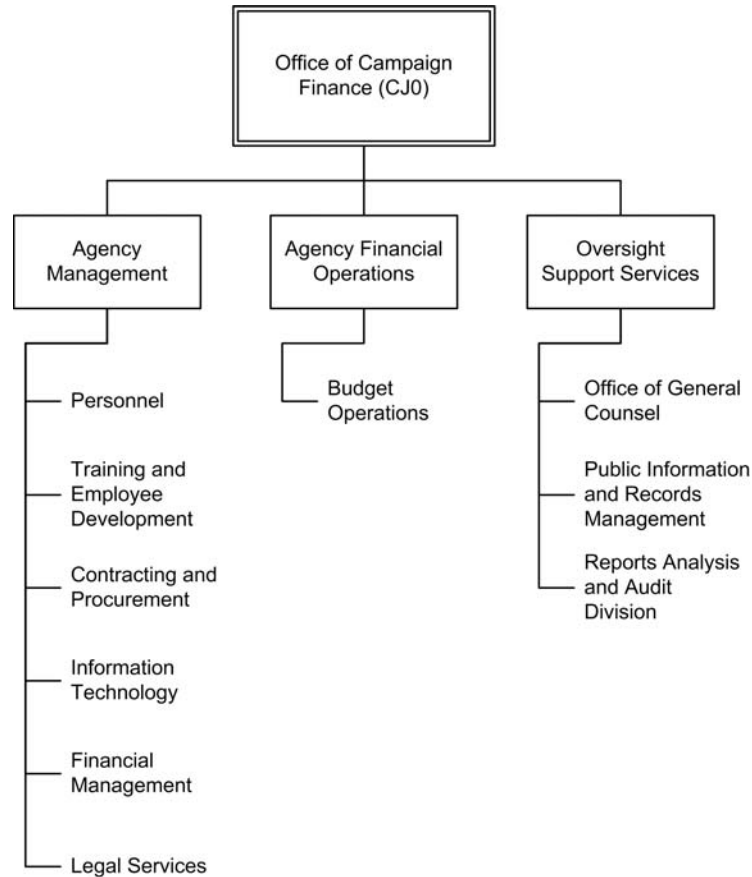 Office of Campaign
Finance (CJ0)
Agency
Management
Agency Financial
Operations
Oversight
Support Services
Personnel
Training and
Employee
Development
Contracting and
Procurement
Information
Technology
Financial
Management
Legal Services
Budget
Operations
Office of General
Counsel
Public Information
and Records
Management
Reports Analysis
and Audit
Division